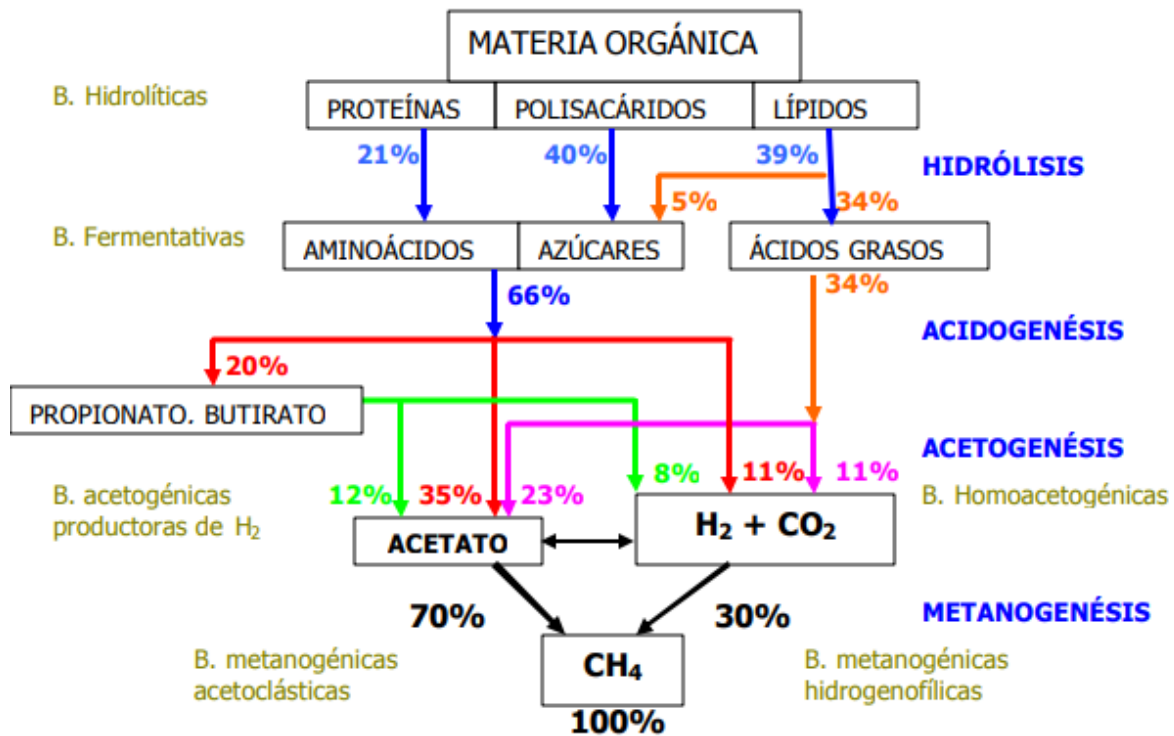 MATERIA ORGÁNICA
B. Hidrolíticas
PROTEÍNAS
POLISACÁRIDOS
LÍPIDOS
21%
40%
39%
HIDRÓLISIS
5%
34%
B. Fermentativas
AMINOÁCIDOS
AZÚCARES
ÁCIDOS GRASOS
66%
34%
ACIDOGENÉSIS
20%
PROPIONATO. BUTIRATO
ACETOGENÉSIS
B. acetogénicas
productoras de H₂
12%
35%
23%
8%
11%
11%
B. Homoacetogénicas
ACETATO
H₂ + CO₂
70%
30%
METANOGENÉSIS
B. metanogénicas
acetoclásticas
CH₄
B. metanogénicas
hidrogenofílicas
100%